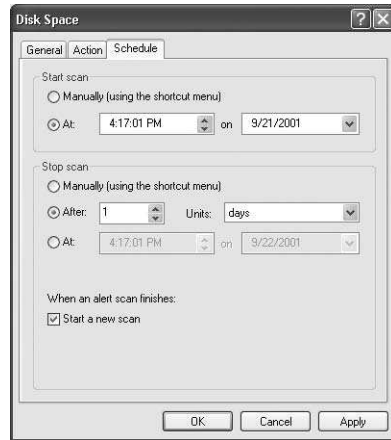 Disk Space
General Action Schedule
Start scan
Manually (using the shortcut menu)
At: 4:17:01 PM on 9/21/2001
Stop scan
Manually (using the shortcut menu)
After: 1 Units: days
At: 4:17:01 PM on 9/22/2001
When an alert scan finishes:
Start a new scan
OK Cancel Apply